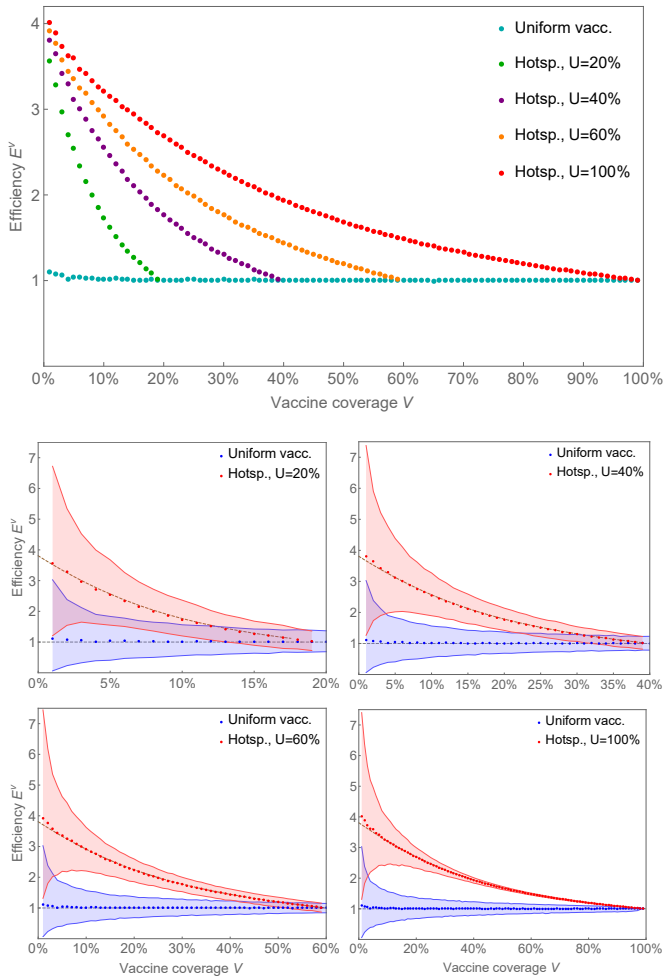 Uniform vacc.
Hotsp., U=20%
Hotsp., U=40%
Hotsp., U=60%
Hotsp., U=100%
4
3
2
1
Efficiency E^v
0% 10% 20% 30% 40% 50% 60% 70% 80% 90% 100%
Vaccine coverage V
Uniform vacc.
Hotsp., U=20%
7
6
5
4
3
2
1
Efficiency E^v
0% 5% 10% 15% 20%
Uniform vacc.
Hotsp., U=40%
7
6
5
4
3
2
1
0% 5% 10% 15% 20% 25% 30% 35% 40%
Uniform vacc.
Hotsp., U=60%
7
6
5
4
3
2
1
Efficiency E^v
0% 10% 20% 30% 40% 50% 60%
Vaccine coverage V
Uniform vacc.
Hotsp., U=100%
7
6
5
4
3
2
1
0% 20% 40% 60% 80% 100%
Vaccine coverage V